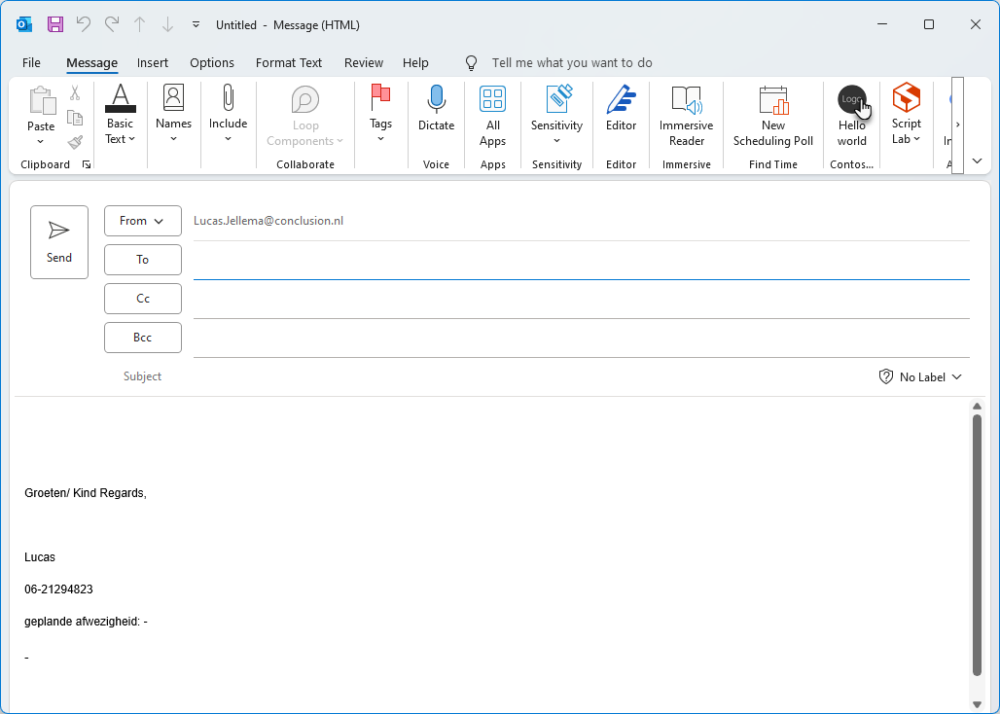 Untitled - Message (HTML)
File Message Insert Options Format Text Review Help Tell me what you want to do
Paste
Clipboard
Basic
Text
Names
Include
Loop
Components
Collaborate
Tags
Dictate
Voice
All
Apps
Apps
Sensitivity
Sensitivity
Editor
Editor
Immersive
Reader
Immersive
New
Scheduling Poll
Find Time
Logo
Hello
world
Contos...
Script
Lab
Send
From Lucas.Jellema@conclusion.nl
To
Cc
Bcc
Subject No Label
Groeten/ Kind Regards,
Lucas
06-21294823
geplande afwezigheid: -
-